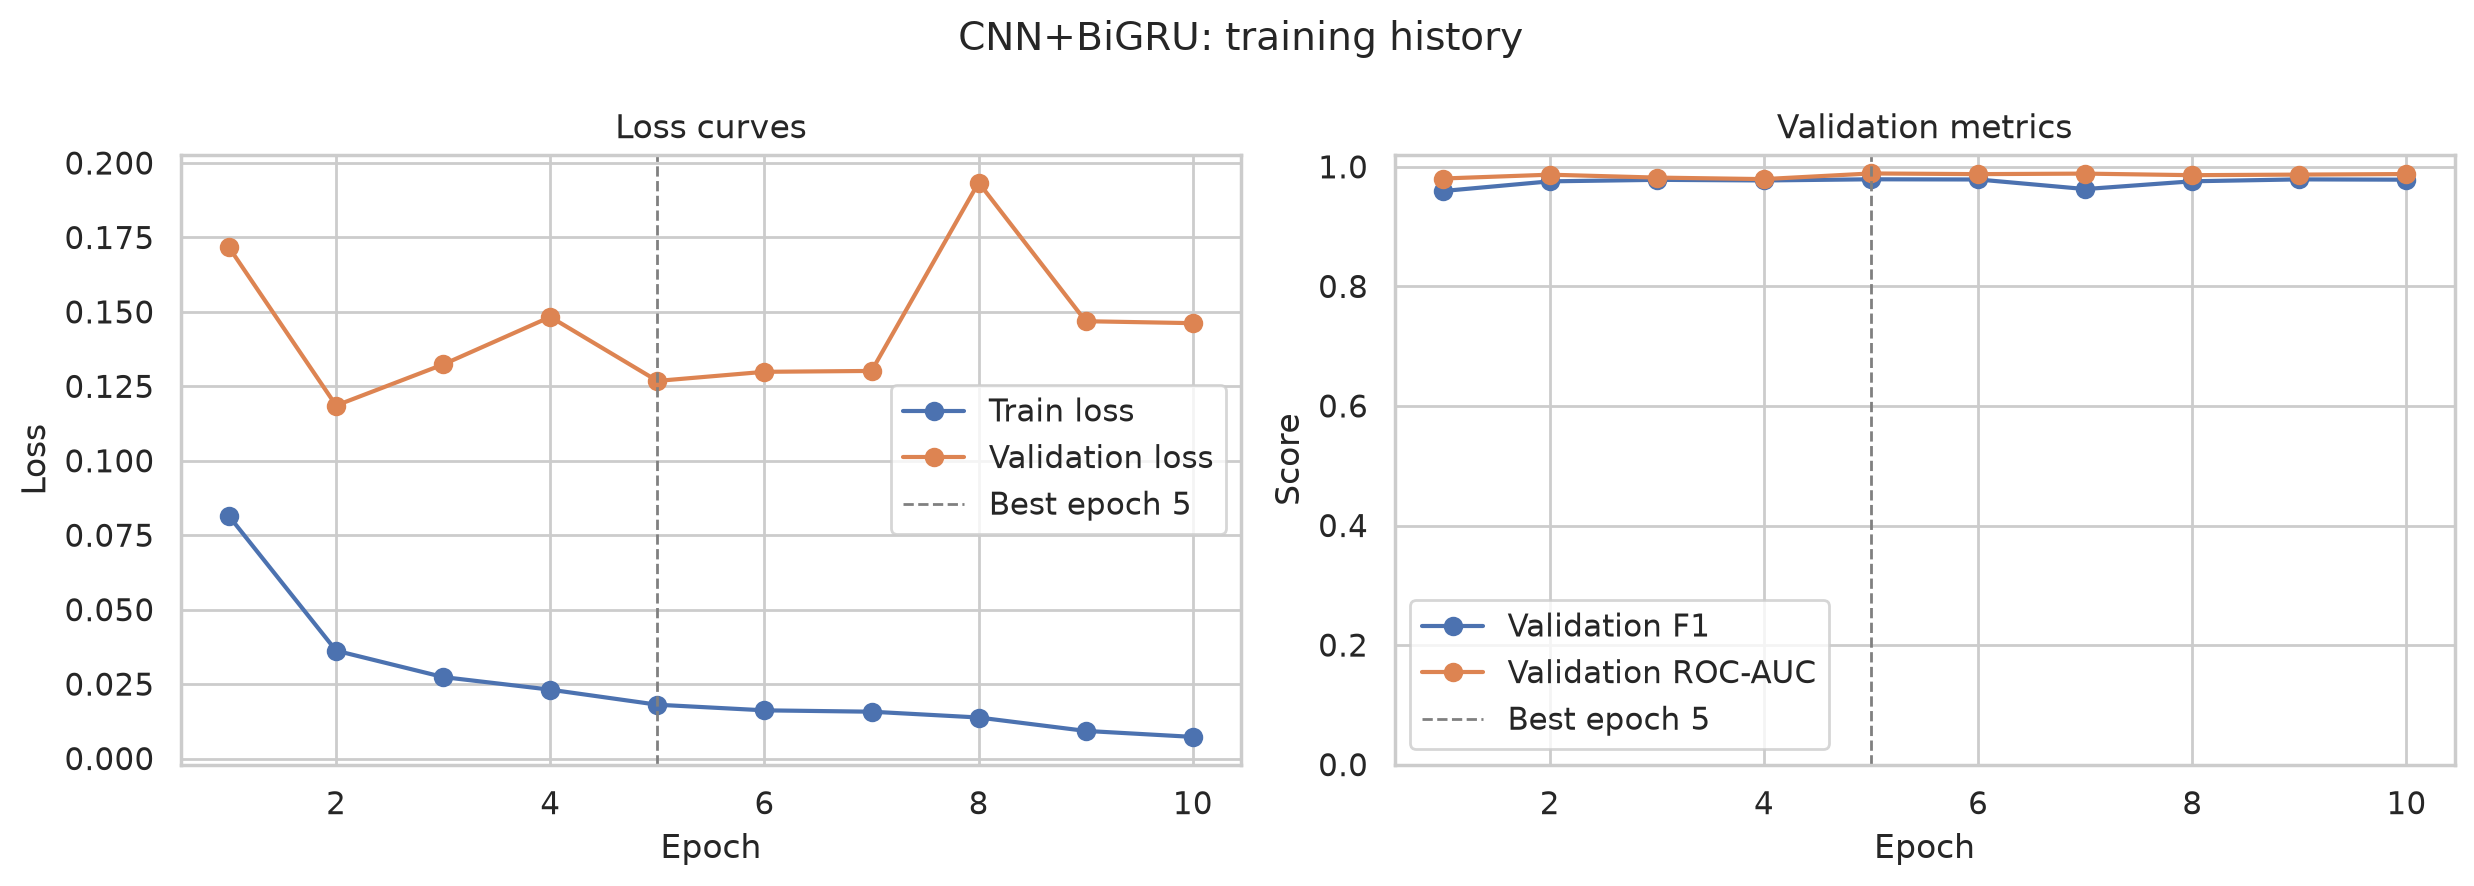 CNN+BiGRU: training history
Loss curves
0.200
0.175
0.150
0.125
0.100
0.075
0.050
0.025
0.000
Loss
Train loss
Validation loss
Best epoch 5
2 4 6 8 10
Epoch
Validation metrics
1.0
0.8
0.6
0.4
0.2
0.0
Score
Validation F1
Validation ROC-AUC
Best epoch 5
2 4 6 8 10
Epoch